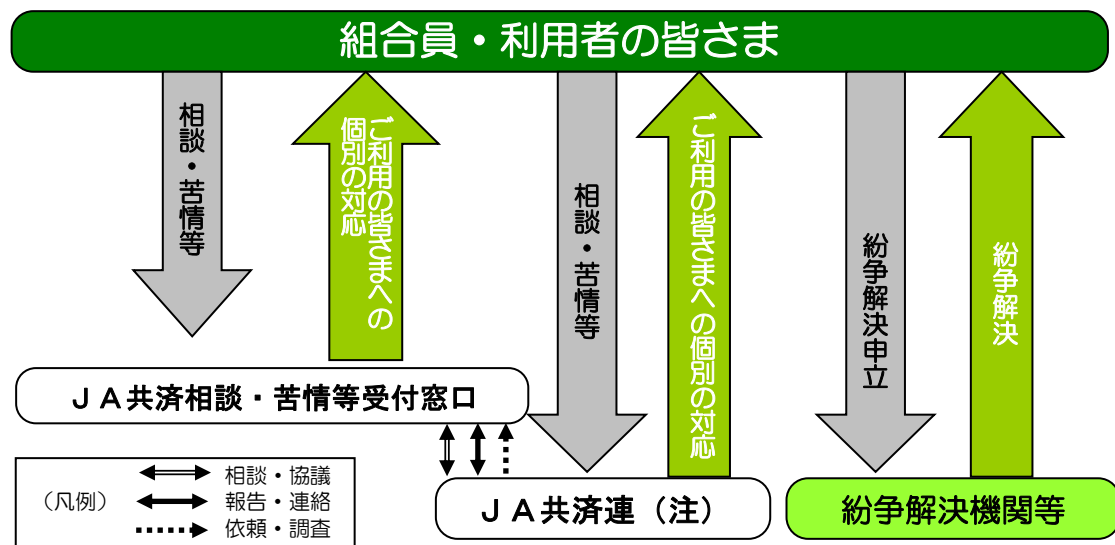 組合員・利用者の皆さま
相談・苦情等
ご利用の皆さまへの
個別の対応
相談・苦情等
ご利用の皆さまへの個別の対応
紛争解決申立
紛争解決
ＪＡ共済相談・苦情等受付窓口
（凡例）
相談・協議
報告・連絡
依頼・調査
ＪＡ共済連（注）
紛争解決機関等